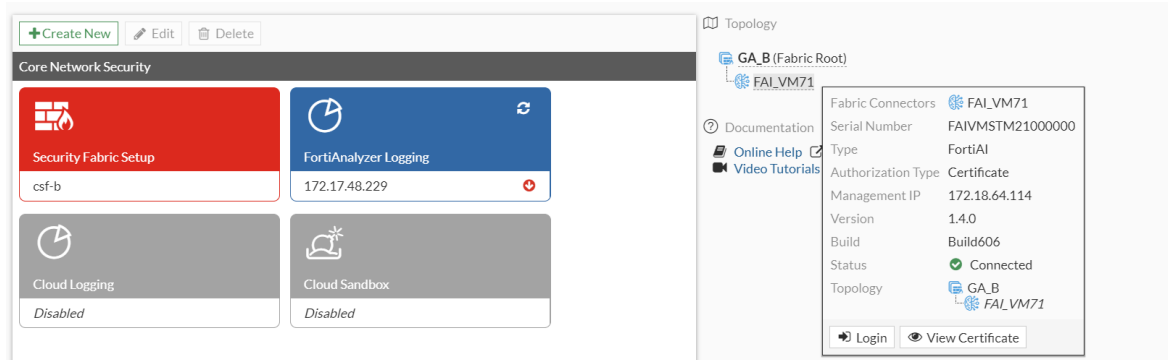 Create New Edit Delete
Core Network Security
Security Fabric Setup
csf-b
FortiAnalyzer Logging
172.17.48.229
Cloud Logging
Disabled
Cloud Sandbox
Disabled
Topology
GA_B (Fabric Root)
FAI_VM71
Documentation
Online Help
Video Tutorials
Fabric Connectors FAI_VM71
Serial Number FAIVMSTM21000000
Type FortiAI
Authorization Type Certificate
Management IP 172.18.64.114
Version 1.4.0
Build Build606
Status Connected
Topology GA_B
FAI_VM71
Login View Certificate